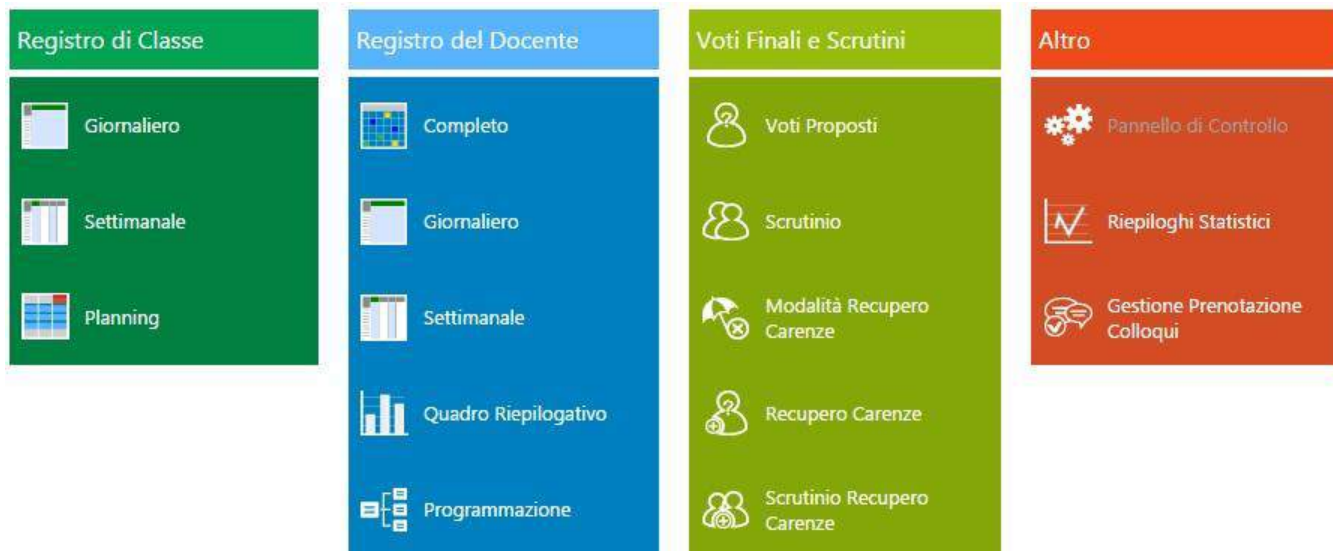 Registro di Classe
Giornaliero
Settimanale
Planning
Registro del Docente
Completo
Giornaliero
Settimanale
Quadro Riepilogativo
Programmazione
Voti Finali e Scrutini
Voti Proposti
Scrutinio
Modalità Recupero
Carenze
Recupero Carenze
Scrutinio Recupero
Carenze
Altro
Pannello di Controllo
Riepiloghi Statistici
Gestione Prenotazione
Colloqui